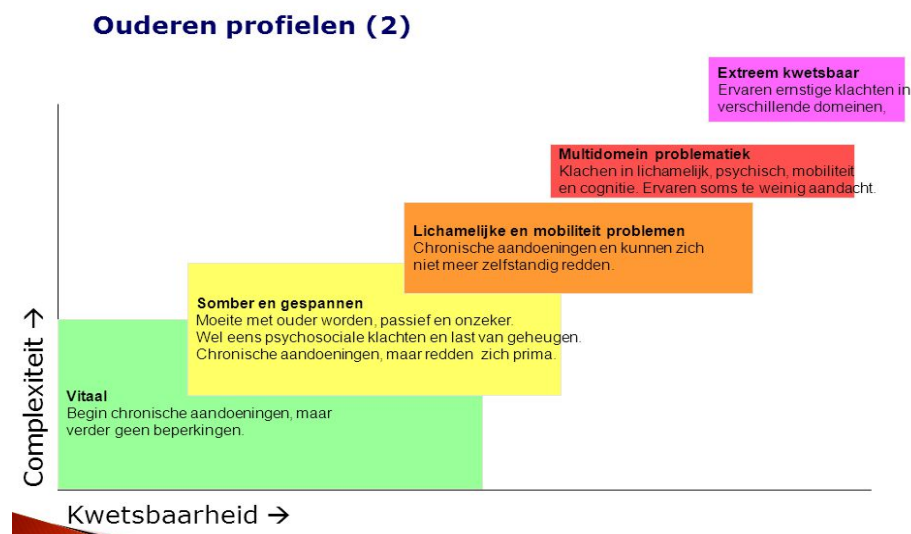 Ouderen profielen (2)
Extreem kwetsbaar
Ervaren ernstige klachten in
verschillende domeinen,
Multidomein problematiek
Klachen in lichamelijk, psychisch, mobiliteit
en cognitie. Ervaren soms te weinig aandacht.
Lichamelijke en mobiliteit problemen
Chronische aandoeningen en kunnen zich
niet meer zelfstandig redden.
Somber en gespannen
Moeite met ouder worden, passief en onzeker.
Wel eens psychosociale klachten en last van geheugen.
Chronische aandoeningen, maar redden zich prima.
Vitaal
Begin chronische aandoeningen, maar
verder geen beperkingen.
Complexiteit →
Kwetsbaarheid →